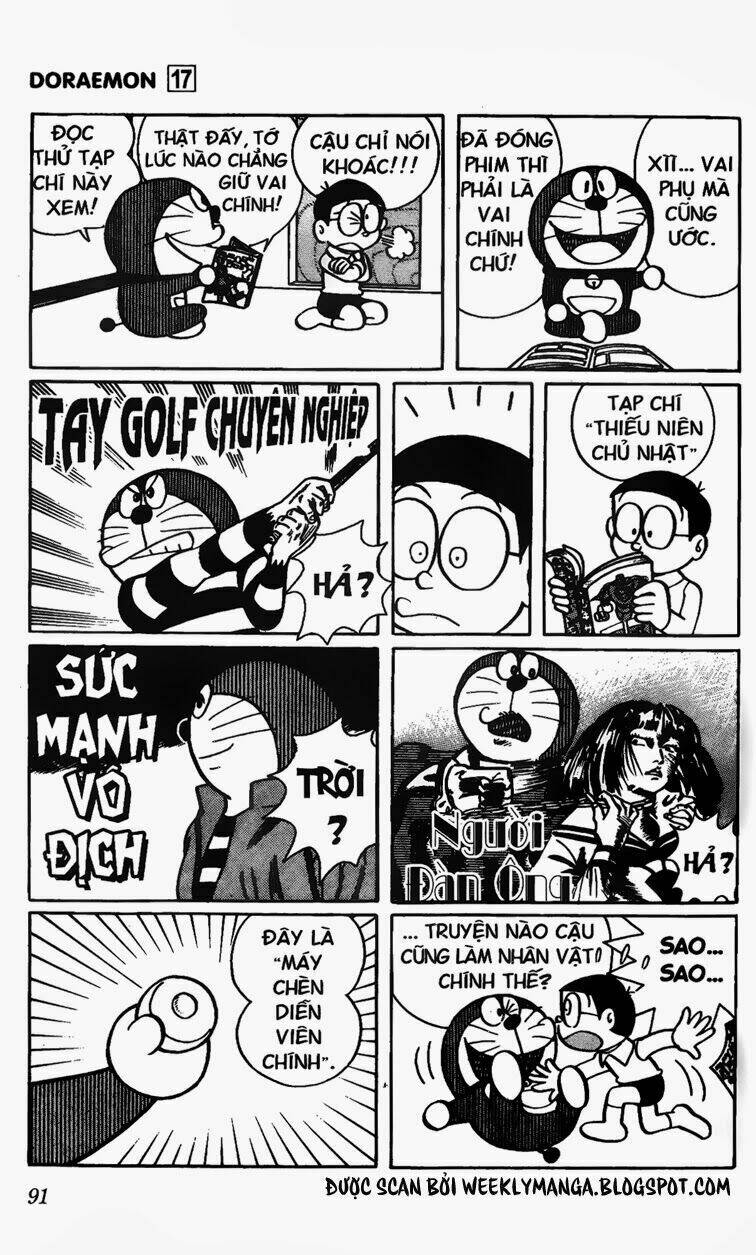 DORAEMON 17
XÌÌ... VAI
PHỤ MÀ
CŨNG
ƯỚC.
ĐÃ ĐÓNG
PHIM THÌ
PHẢI LÀ
VAI
CHÍNH
CHỨ!
CẬU CHỈ NÓI
KHOÁC!!!
THẬT ĐẤY, TỚ
LÚC NÀO CHẲNG
GIỮ VAI
CHÍNH!
ĐỌC
THỬ TẠP
CHÍ NÀY
XEM!
TẠP CHÍ
"THIẾU NIÊN
CHỦ NHẬT"
TAY GOLF CHUYÊN NGHIỆP
HẢ?
Người
Đàn Ông
HẢ?
...
SỨC
MẠNH
VÔ
ĐỊCH
TRỜI
?
SAO...
SAO...
... TRUYỆN NÀO CẬU
CŨNG LÀM NHÂN VẬT
CHÍNH THẾ?
ĐÂY LÀ
"MÁY
CHÈN
DIỄN
VIÊN
CHÍNH".
91
ĐƯỢC SCAN BỞI WEEKLYMANGA.BLOGSPOT.COM